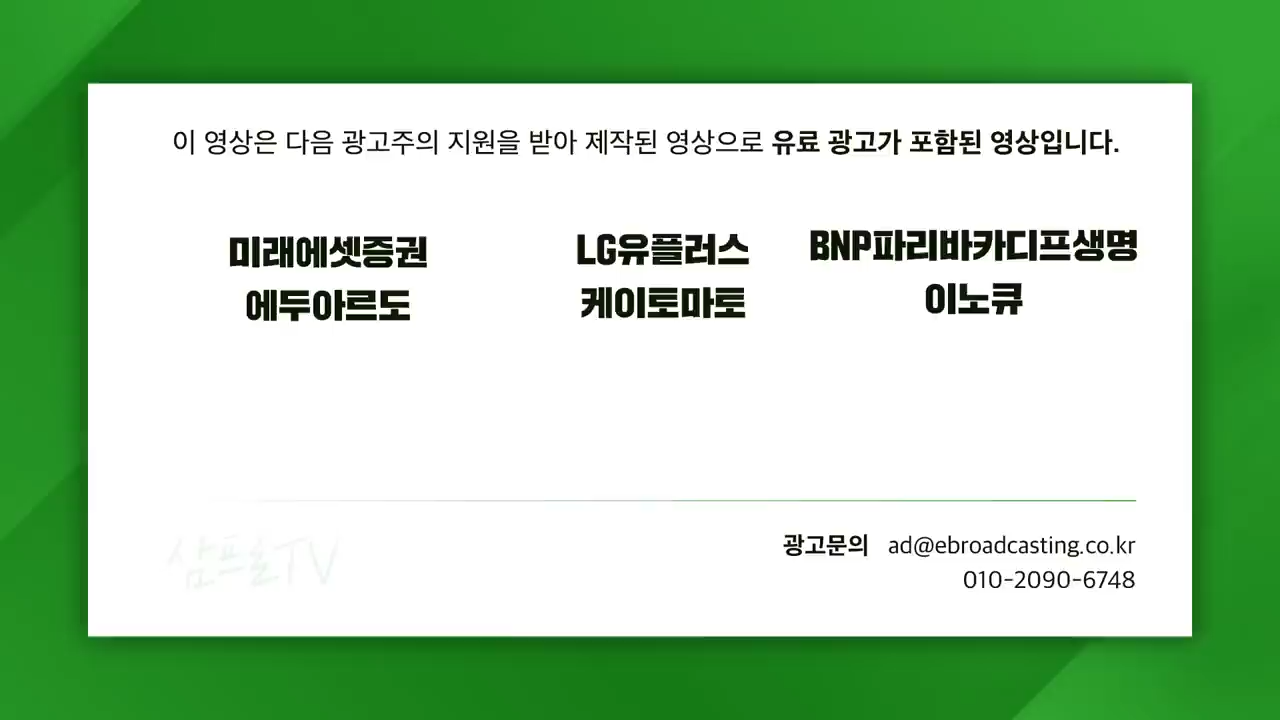 이 영상은 다음 광고주의 지원을 받아 제작된 영상으로 유료 광고가 포함된 영상입니다.
미래에셋증권 LG유플러스 BNP파리바카디프생명
에두아르도 케이토마토 이노큐
삼프로TV
광고문의 ad@ebroadcasting.co.kr
010-2090-6748